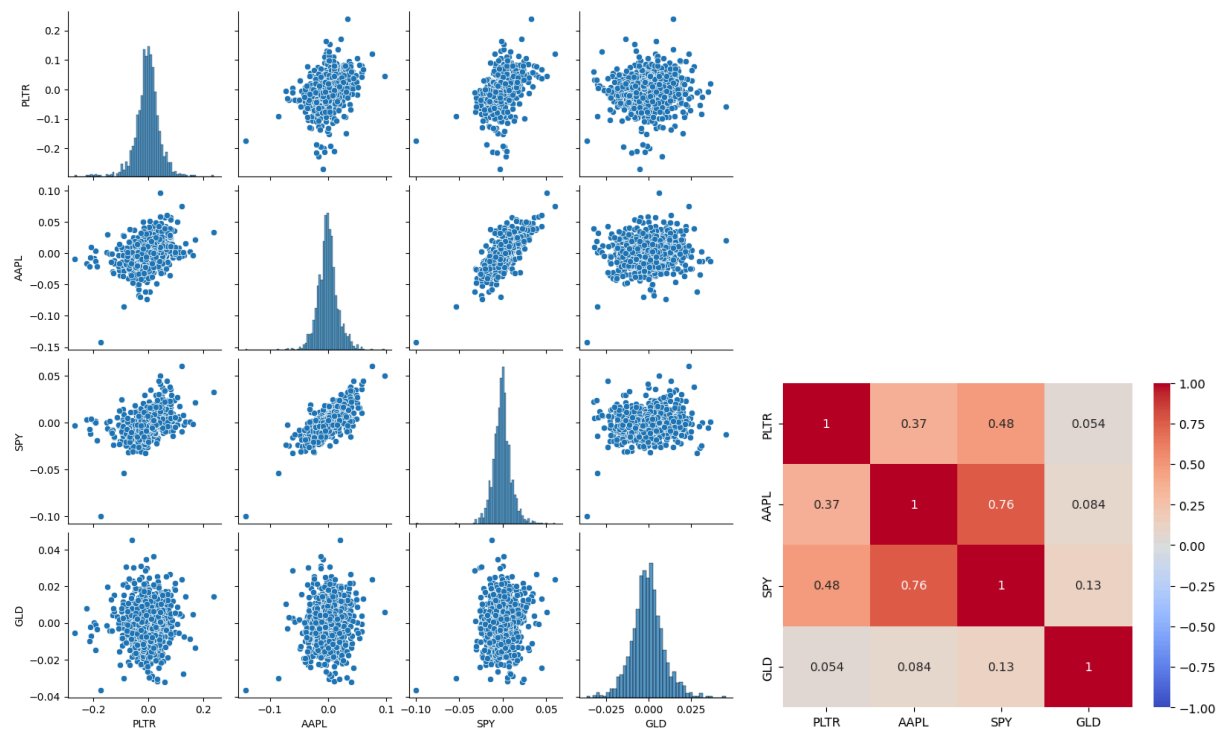 PLTR
0.2
0.1
0.0
−0.1
−0.2
AAPL
0.10
0.05
0.00
−0.05
−0.10
−0.15
SPY
0.05
0.00
−0.05
−0.10
GLD
0.04
0.02
0.00
−0.02
−0.04
−0.2 0.0 0.2
PLTR
−0.1 0.0 0.1
AAPL
−0.10 −0.05 0.00 0.05
SPY
−0.025 0.000 0.025
GLD
PLTR 1 0.37 0.48 0.054
AAPL 0.37 1 0.76 0.084
SPY 0.48 0.76 1 0.13
GLD 0.054 0.084 0.13 1
PLTR AAPL SPY GLD
1.00
0.75
0.50
0.25
0.00
−0.25
−0.50
−0.75
−1.00